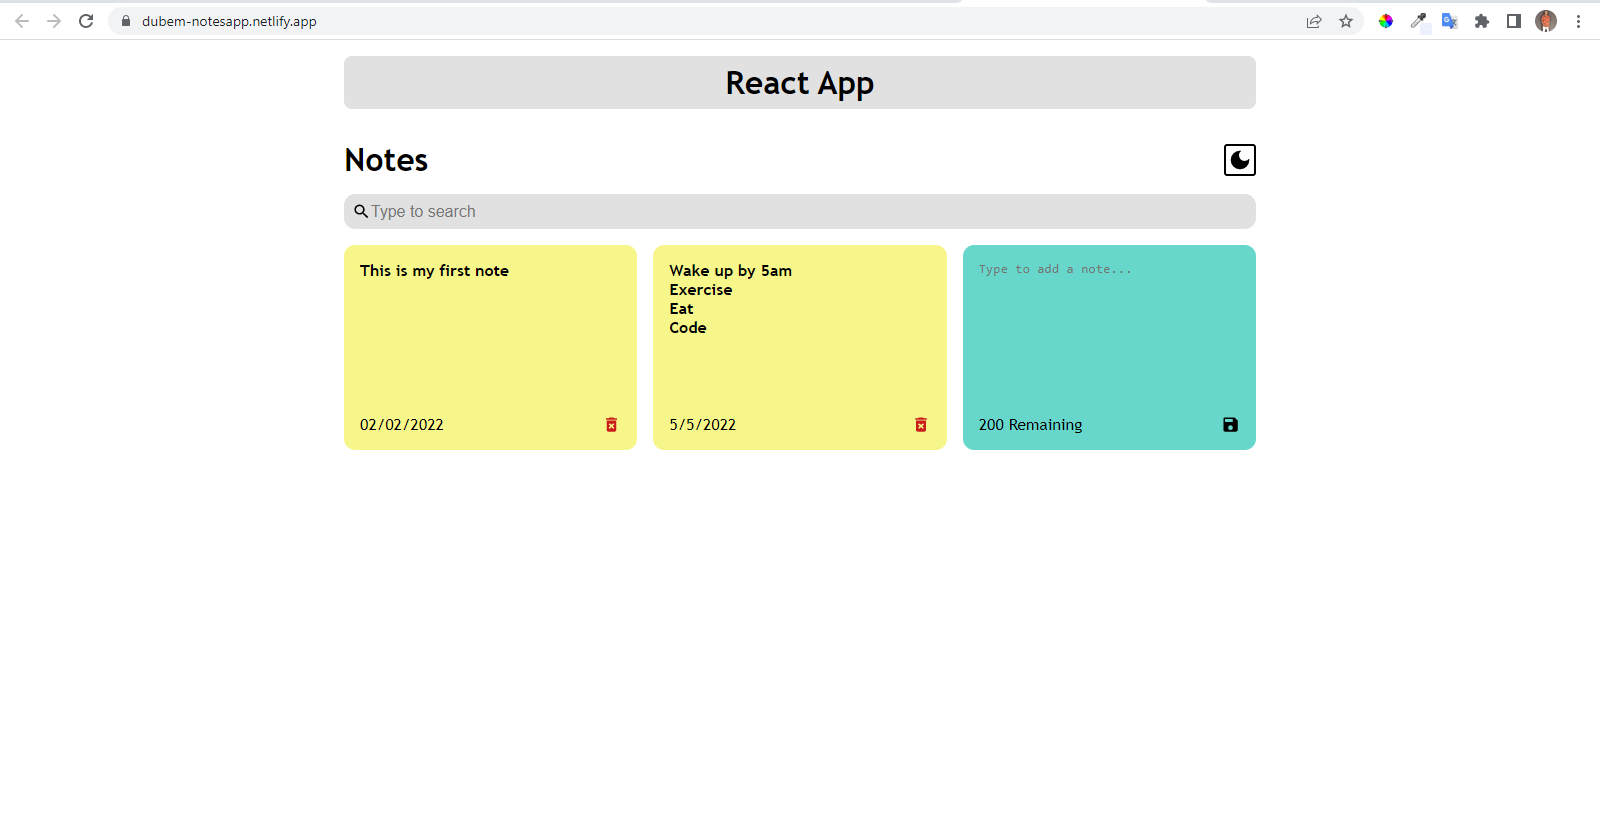 dubem-notesapp.netlify.app
React App
Notes
Type to search
This is my first note
02/02/2022
Wake up by 5am
Exercise
Eat
Code
5/5/2022
Type to add a note...
200 Remaining